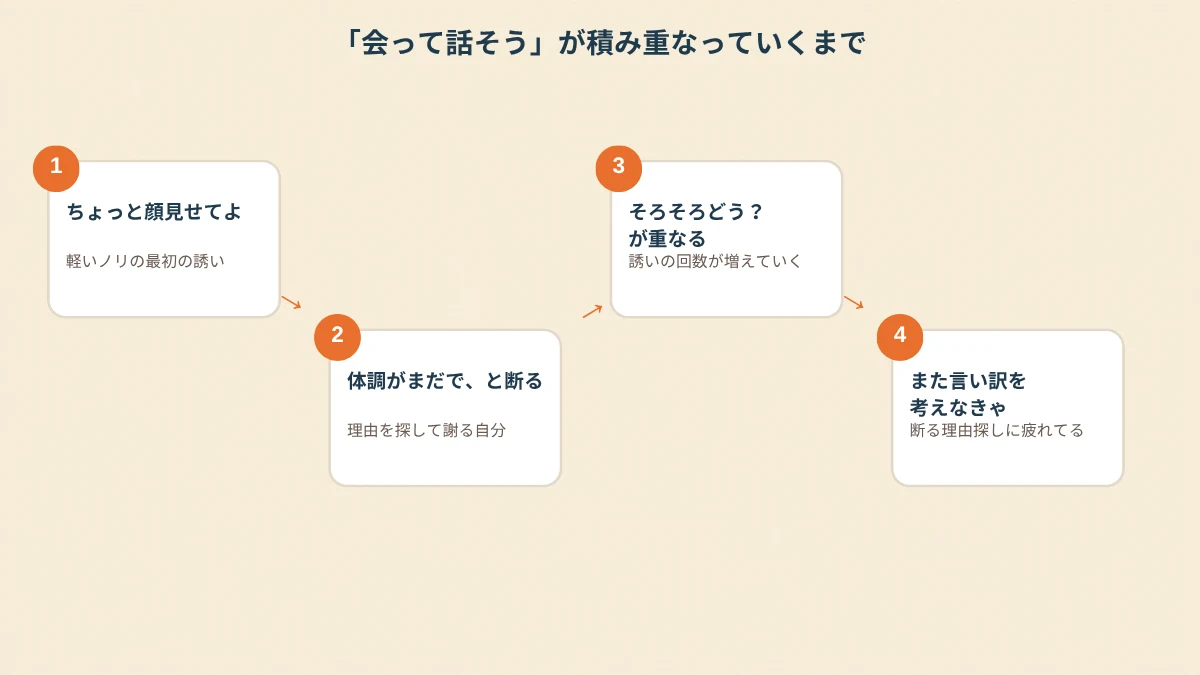 「会って話そう」が積み重なっていくまで
1
ちょっと顔見せてよ
軽いノリの最初の誘い
2
体調がまだで、と断る
理由を探して謝る自分
3
そろそろどう？
が重なる
誘いの回数が増えていく
4
また言い訳を
考えなきゃ
断る理由探しに疲れてる